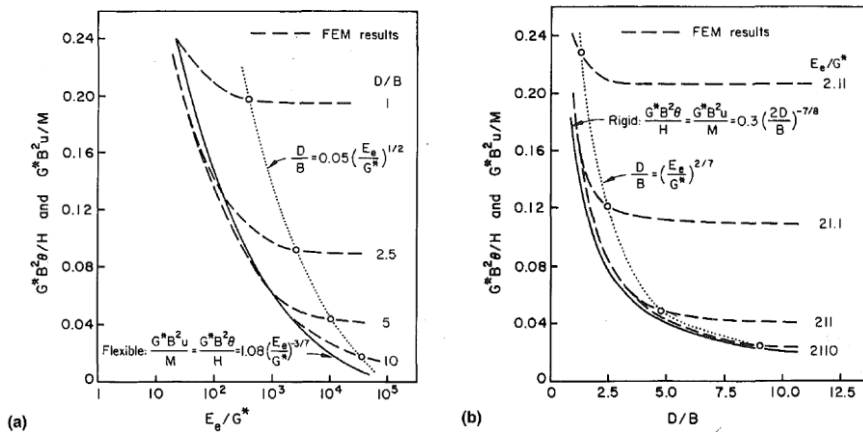 0.24
0.20
0.16
0.12
0.08
0.04
0
G*B²θ/H and G*B²u/M
FEM results
D/B
1
D/B = 0.05(E_e/G*)^1/2
2.5
5
10
Flexible: G*B²u/M = G*B²θ/H = 1.08(E_e/G*)^-3/7
1 10 10² 10³ 10⁴ 10⁵
E_e/G*
(a)
0.24
0.20
0.16
0.12
0.08
0.04
0
G*B²θ/H and G*B²u/M
FEM results
E_e/G*
2.11
Rigid: G*B²θ/H = G*B²u/M = 0.3(2D/B)^-7/8
D/B = (E_e/G*)^2/7
21.1
211
2110
0 2.5 5.0 7.5 10.0 12.5
D/B
(b)